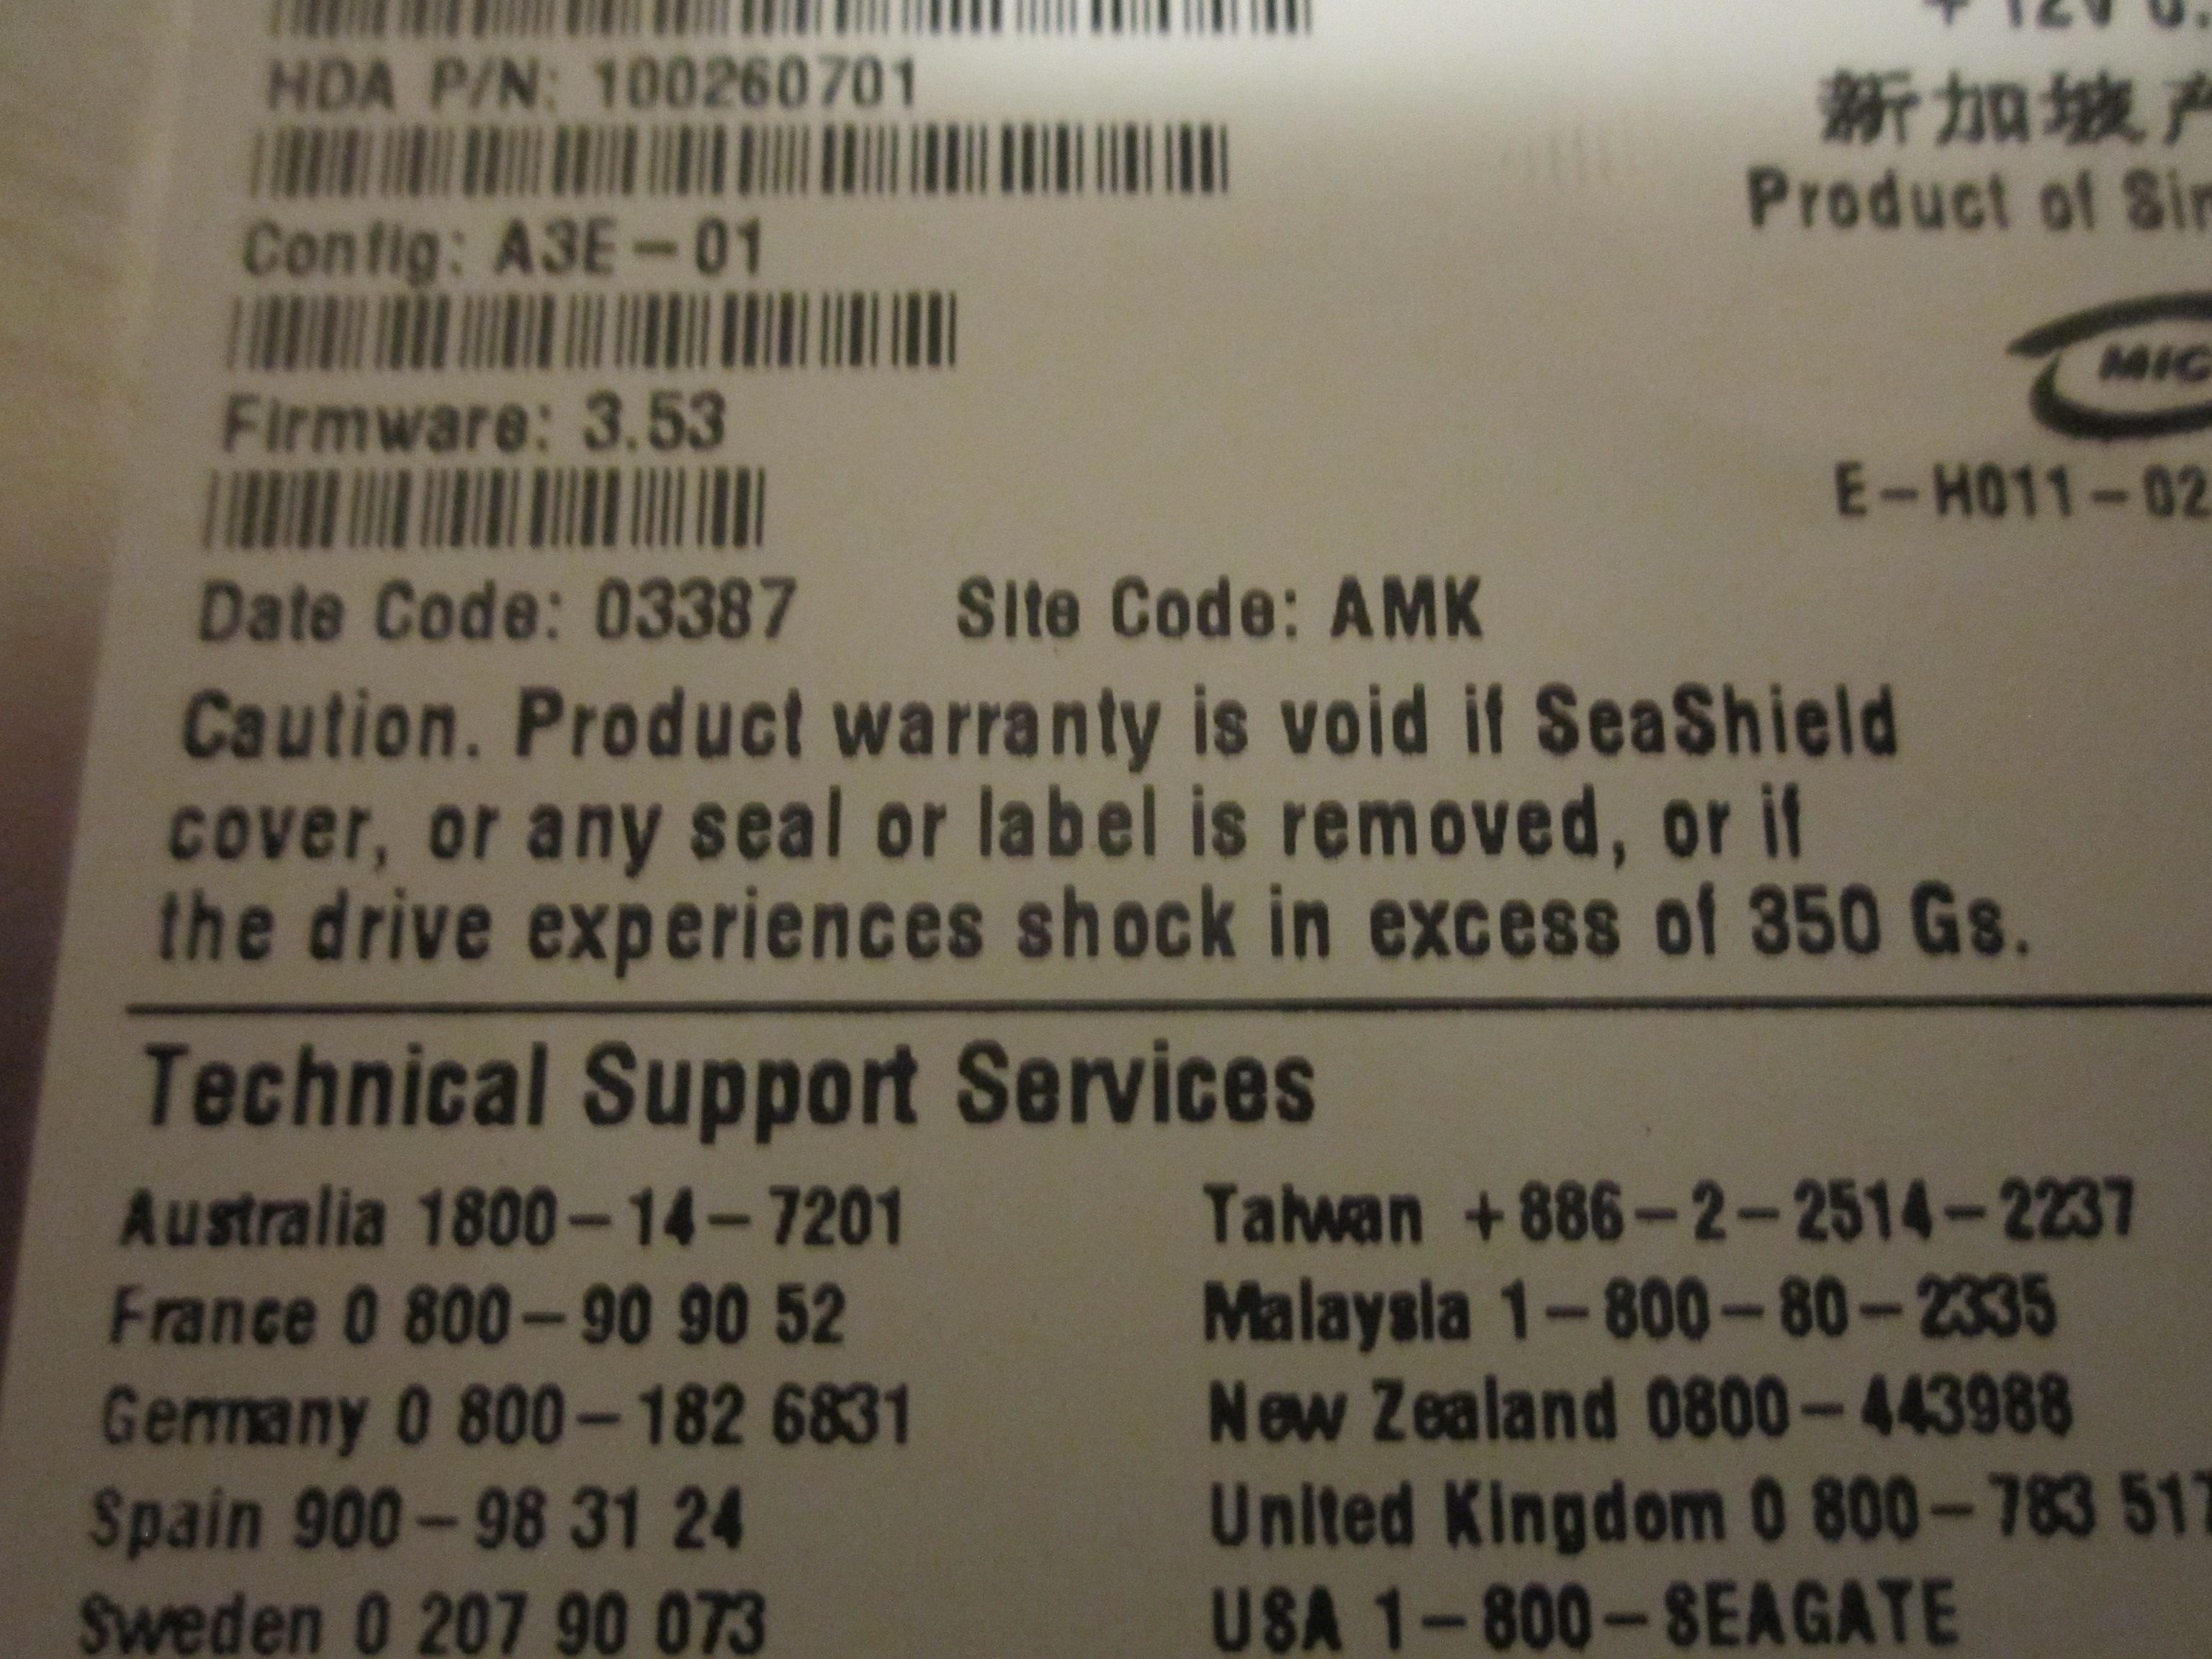 +12V
HDA P/N: 100260701
新加坡产
Product of
Config: A3E-01
MIC
Firmware: 3.53
E-H011-02
Date Code: 03387 Site Code: AMK
Caution. Product warranty is void if SeaShield
cover, or any seal or label is removed, or if
the drive experiences shock in excess of 350 Gs.
Technical Support Services
Australia 1800-14-7201
France 0 800-90 90 52
Germany 0 800-182 6831
Spain 900-98 31 24
Sweden 0 207 90 073
Taiwan +886-2-2514-2237
Malaysia 1-800-80-2335
New Zealand 0800-443988
United Kingdom 0 800-783 517
USA 1-800-SEAGATE